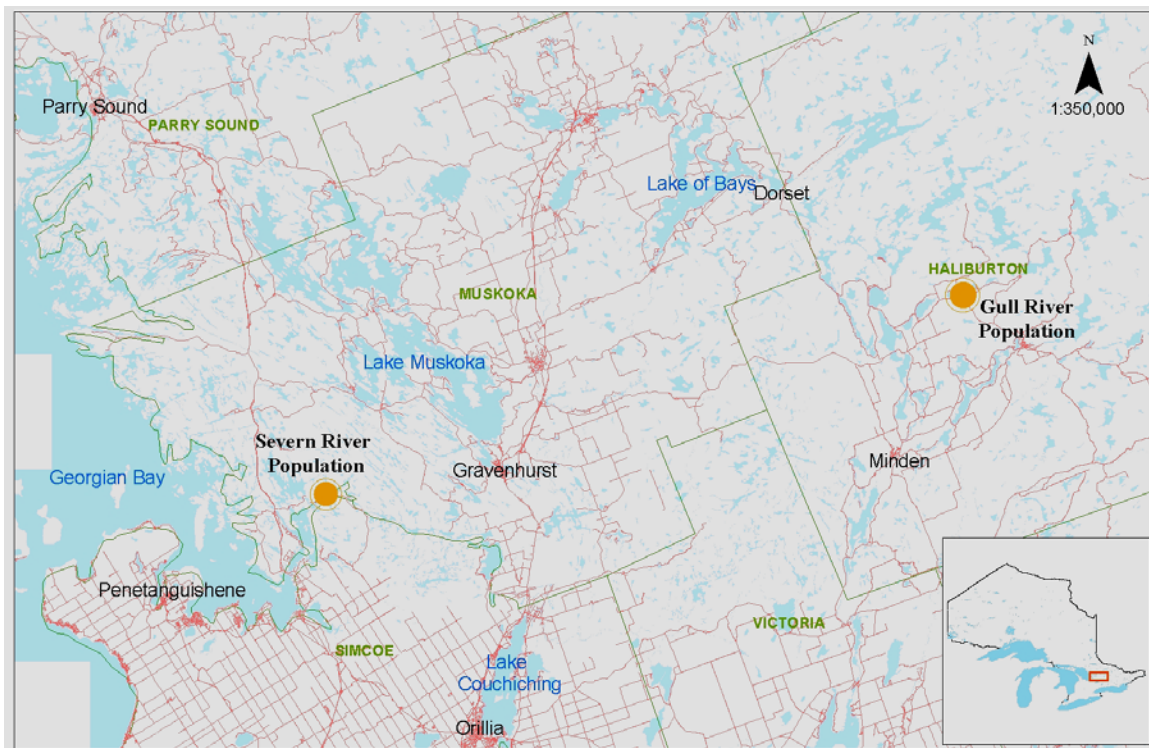 N
1:350,000
Parry Sound
PARRY SOUND
Lake of Bays
Dorset
HALIBURTON
MUSKOKA
Gull River
Population
Lake Muskoka
Severn River
Population
Gravenhurst
Minden
Georgian Bay
Penetanguishene
VICTORIA
SIMCOE
Lake
Couchiching
Orillia